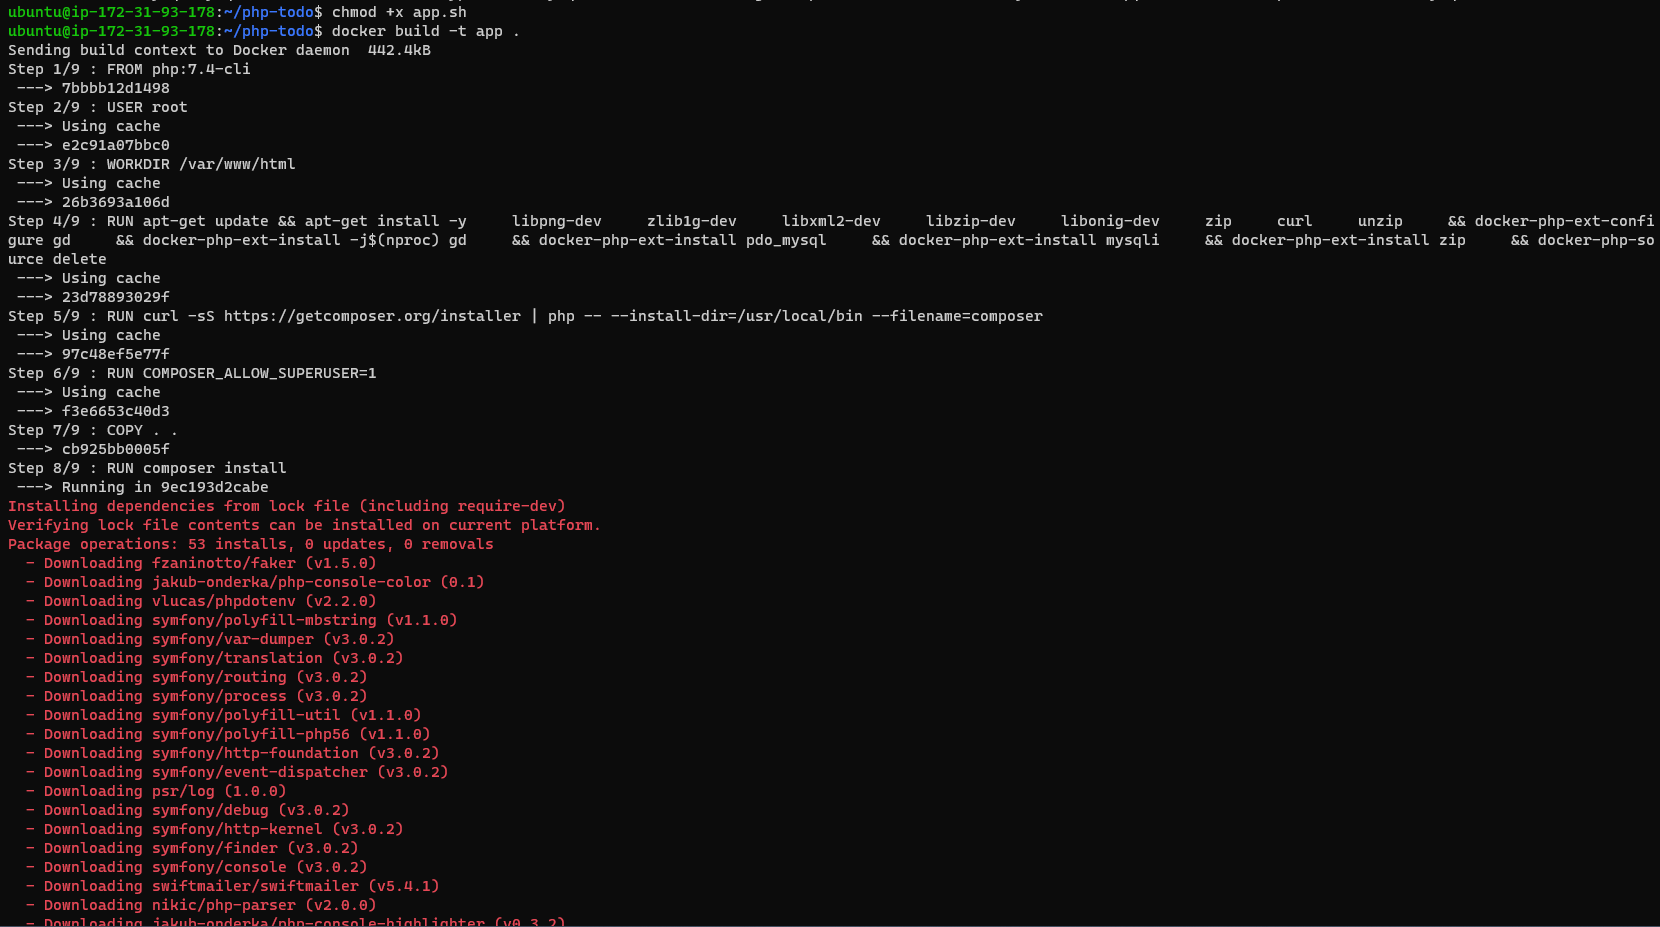 ubuntu@ip-172-31-93-178:~/php-todo$ chmod +x app.sh
ubuntu@ip-172-31-93-178:~/php-todo$ docker build -t app .
Sending build context to Docker daemon  442.4kB
Step 1/9 : FROM php:7.4-cli
 ---> 7bbbb12d1498
Step 2/9 : USER root
 ---> Using cache
 ---> e2c91a07bbc0
Step 3/9 : WORKDIR /var/www/html
 ---> Using cache
 ---> 26b3693a106d
Step 4/9 : RUN apt-get update && apt-get install -y     libpng-dev     zlib1g-dev     libxml2-dev     libzip-dev     libonig-dev     zip     curl     unzip     && docker-php-ext-confi
gure gd     && docker-php-ext-install -j$(nproc) gd     && docker-php-ext-install pdo_mysql     && docker-php-ext-install mysqli     && docker-php-ext-install zip     && docker-php-so
urce delete
 ---> Using cache
 ---> 23d78893029f
Step 5/9 : RUN curl -sS https://getcomposer.org/installer | php -- --install-dir=/usr/local/bin --filename=composer
 ---> Using cache
 ---> 97c48ef5e77f
Step 6/9 : RUN COMPOSER_ALLOW_SUPERUSER=1
 ---> Using cache
 ---> f3e6653c40d3
Step 7/9 : COPY . .
 ---> cb925bb0005f
Step 8/9 : RUN composer install
 ---> Running in 9ec193d2cabe
Installing dependencies from lock file (including require-dev)
Verifying lock file contents can be installed on current platform.
Package operations: 53 installs, 0 updates, 0 removals
  - Downloading fzaninotto/faker (v1.5.0)
  - Downloading jakub-onderka/php-console-color (0.1)
  - Downloading vlucas/phpdotenv (v2.2.0)
  - Downloading symfony/polyfill-mbstring (v1.1.0)
  - Downloading symfony/var-dumper (v3.0.2)
  - Downloading symfony/translation (v3.0.2)
  - Downloading symfony/routing (v3.0.2)
  - Downloading symfony/process (v3.0.2)
  - Downloading symfony/polyfill-util (v1.1.0)
  - Downloading symfony/polyfill-php56 (v1.1.0)
  - Downloading symfony/http-foundation (v3.0.2)
  - Downloading symfony/event-dispatcher (v3.0.2)
  - Downloading psr/log (1.0.0)
  - Downloading symfony/debug (v3.0.2)
  - Downloading symfony/http-kernel (v3.0.2)
  - Downloading symfony/finder (v3.0.2)
  - Downloading symfony/console (v3.0.2)
  - Downloading swiftmailer/swiftmailer (v5.4.1)
  - Downloading nikic/php-parser (v2.0.0)
  - Downloading jakub-onderka/php-console-highlighter (v0.3.2)